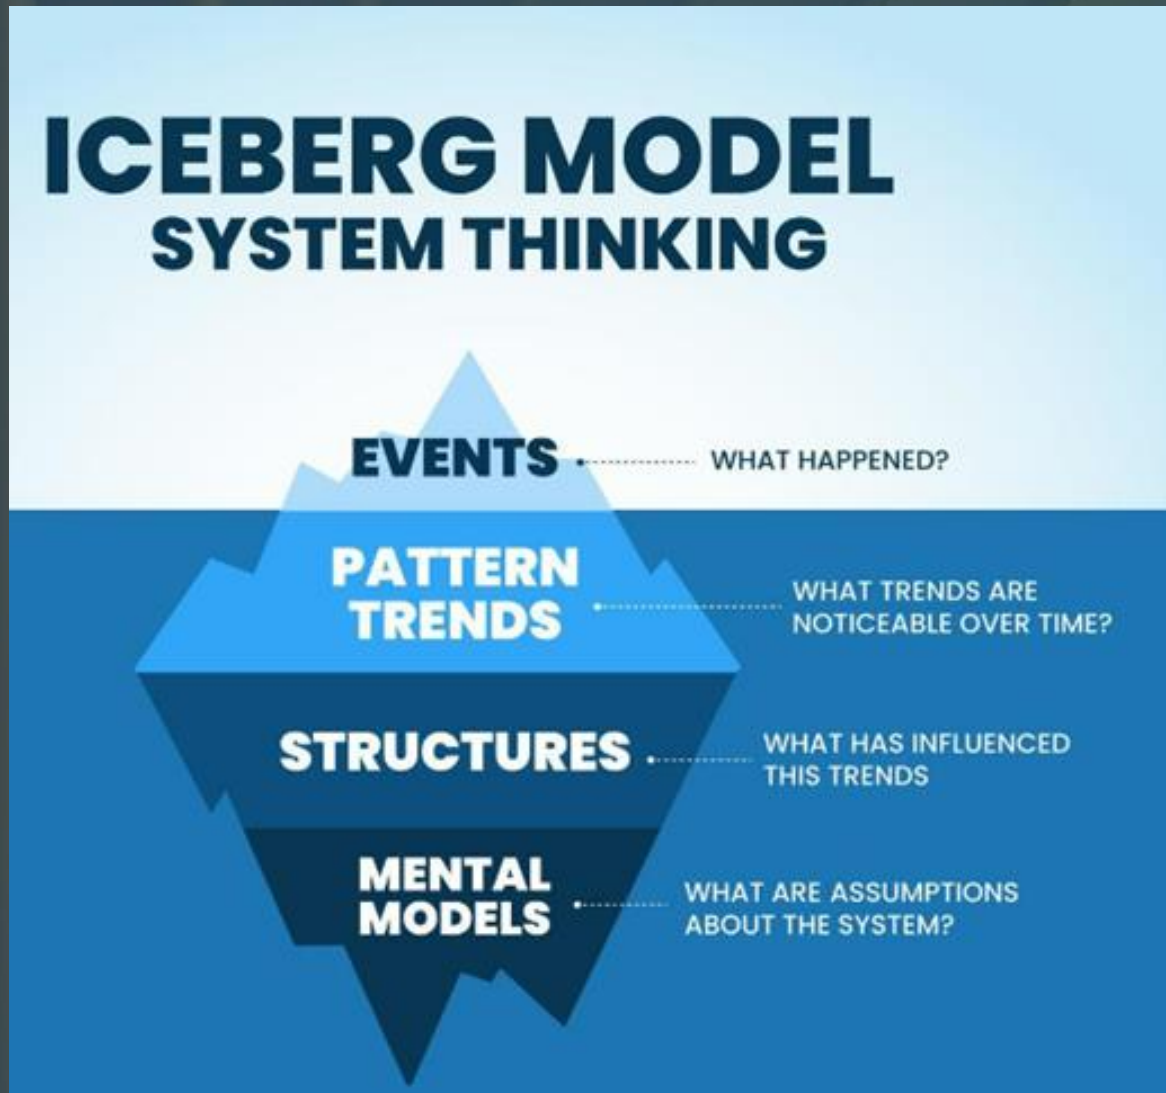 ICEBERG MODEL
SYSTEM THINKING
EVENTS
WHAT HAPPENED?
PATTERN
TRENDS
WHAT TRENDS ARE
NOTICEABLE OVER TIME?
STRUCTURES
WHAT HAS INFLUENCED
THIS TRENDS
MENTAL
MODELS
WHAT ARE ASSUMPTIONS
ABOUT THE SYSTEM?